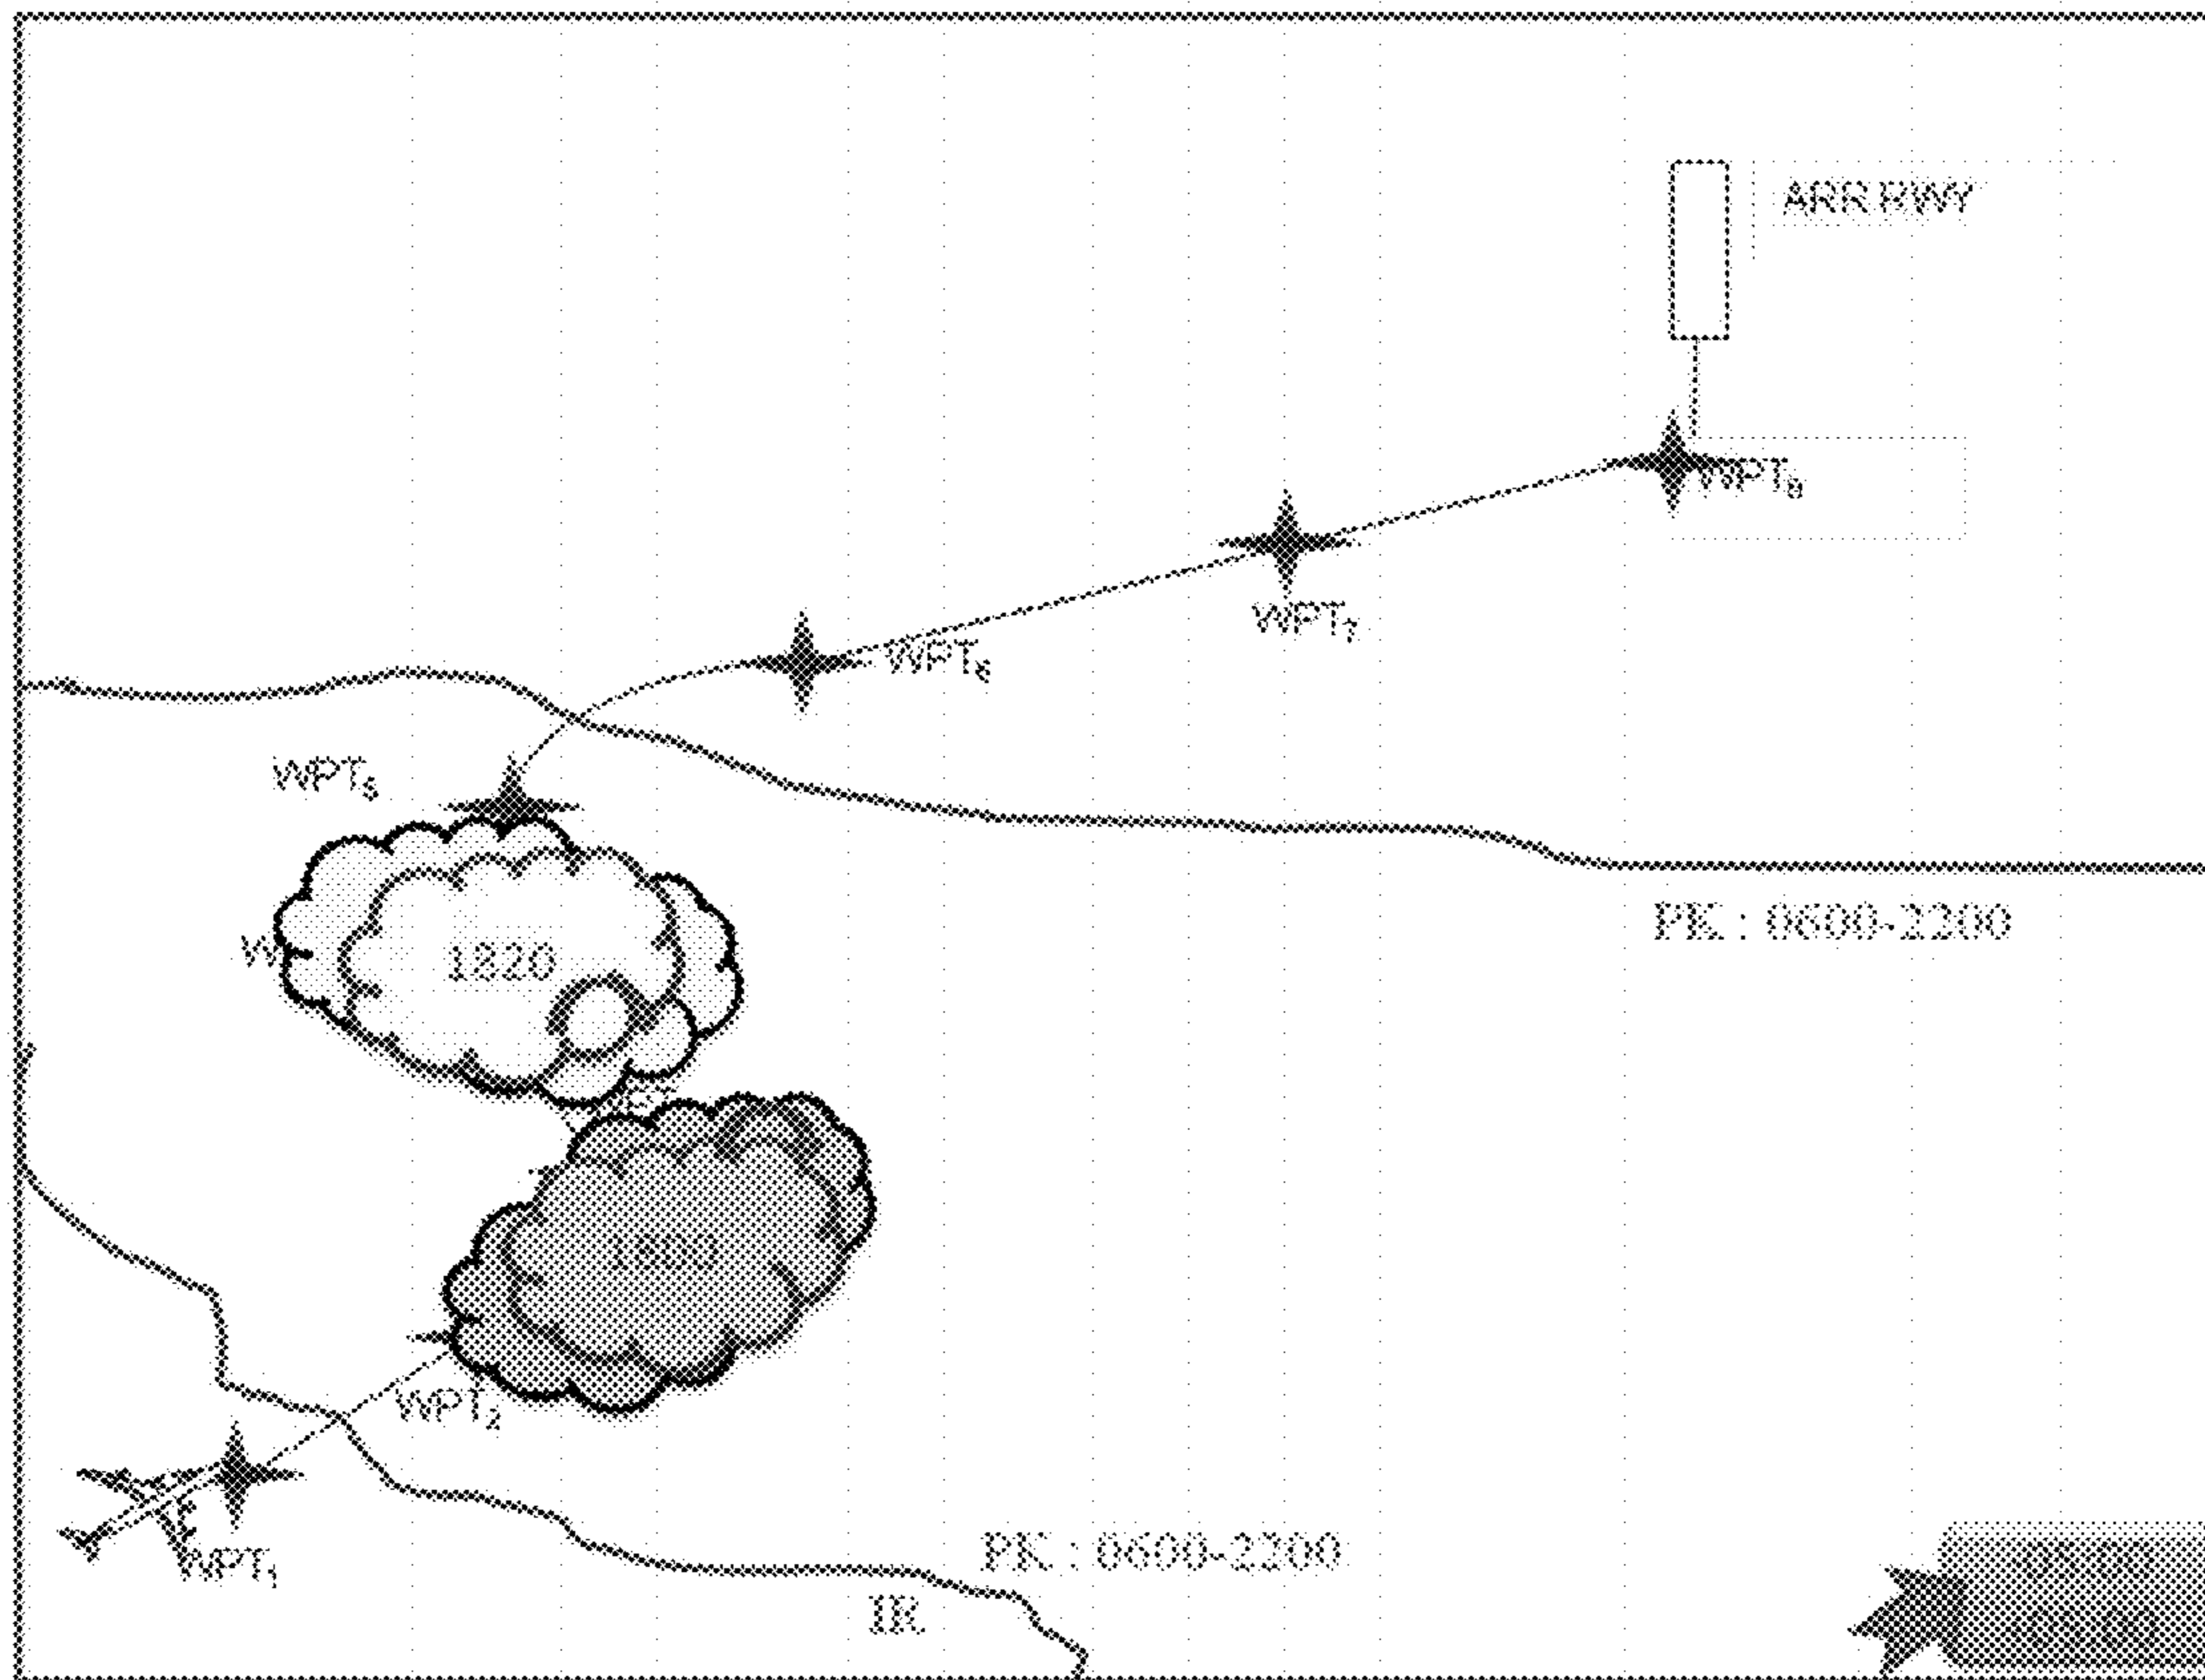 ARR RWY
WPT₈
WPT₇
WPT₆
WPT₅
PK : 0600-2200
1820
WPT₂
PK : 0600-2200
WPT₁
IR